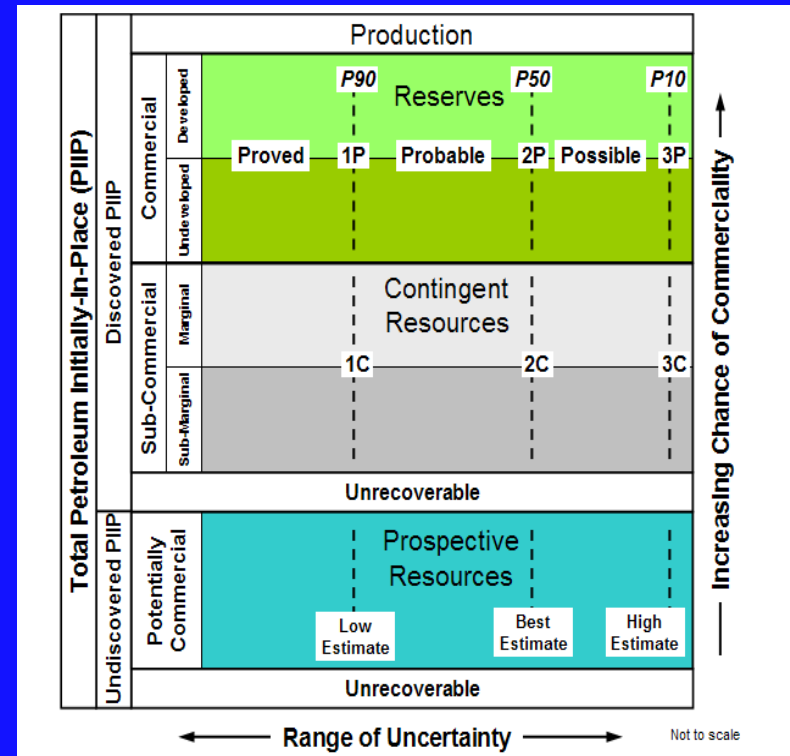 Production
Total Petroleum Initially-In-Place (PIIP)
Discovered PIIP
Commercial
Developed
Undeveloped
P90
P50
P10
Reserves
Proved
1P
Probable
2P
Possible
3P
Sub-Commercial
Marginal
Sub-Marginal
Contingent
Resources
1C
2C
3C
Unrecoverable
Undiscovered PIIP
Potentially
Commercial
Prospective
Resources
Low
Estimate
Best
Estimate
High
Estimate
Unrecoverable
Increasing Chance of Commerciality
Range of Uncertainty
Not to scale